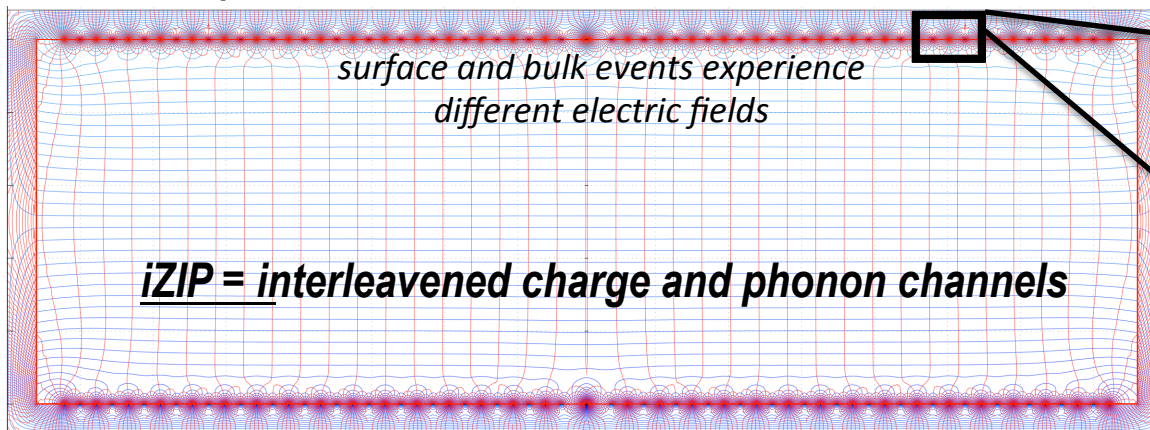 surface and bulk events experience
different electric fields
iZIP = interleavened charge and phonon channels